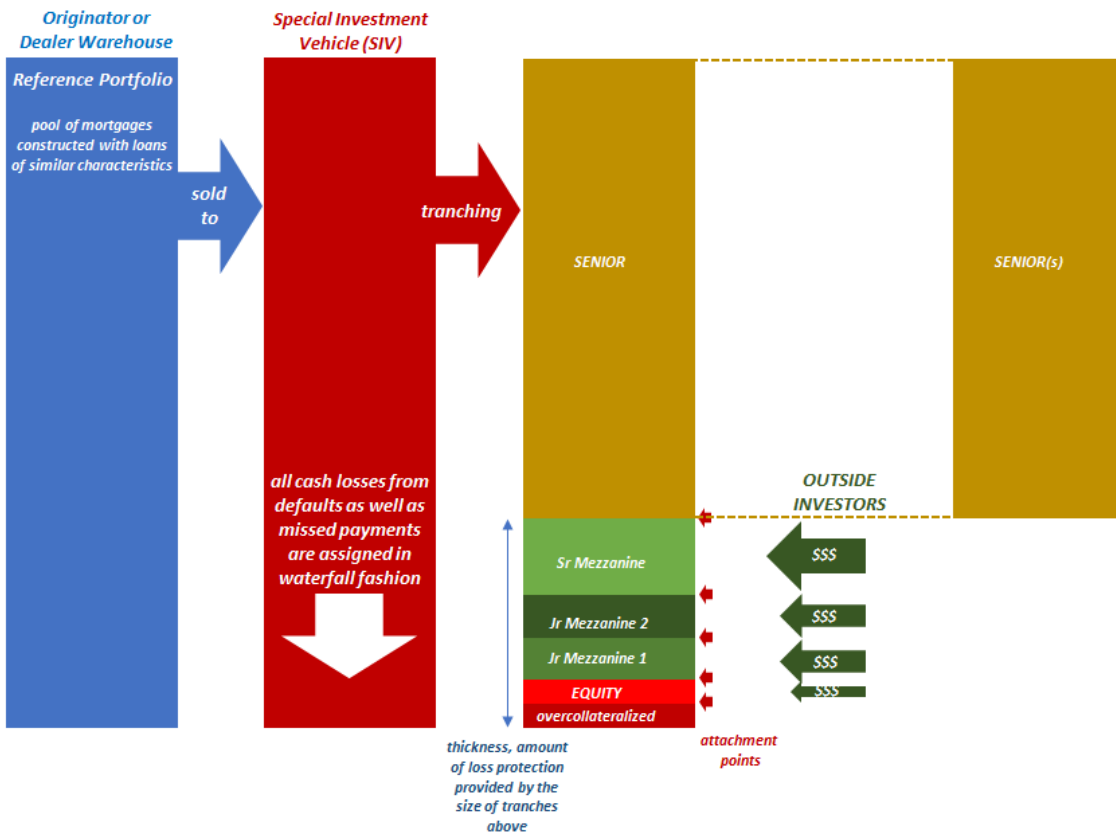 Originator or
Dealer Warehouse
Special Investment
Vehicle (SIV)
Reference Portfolio
pool of mortgages
constructed with loans
of similar characteristics
sold
to
tranching
SENIOR
SENIOR(s)
all cash losses from
defaults as well as
missed payments
are assigned in
waterfall fashion
OUTSIDE
INVESTORS
Sr Mezzanine
$$$
Jr Mezzanine 2
$$$
Jr Mezzanine 1
$$$
EQUITY
$$$
overcollateralized
attachment
points
thickness, amount
of loss protection
provided by the
size of tranches
above